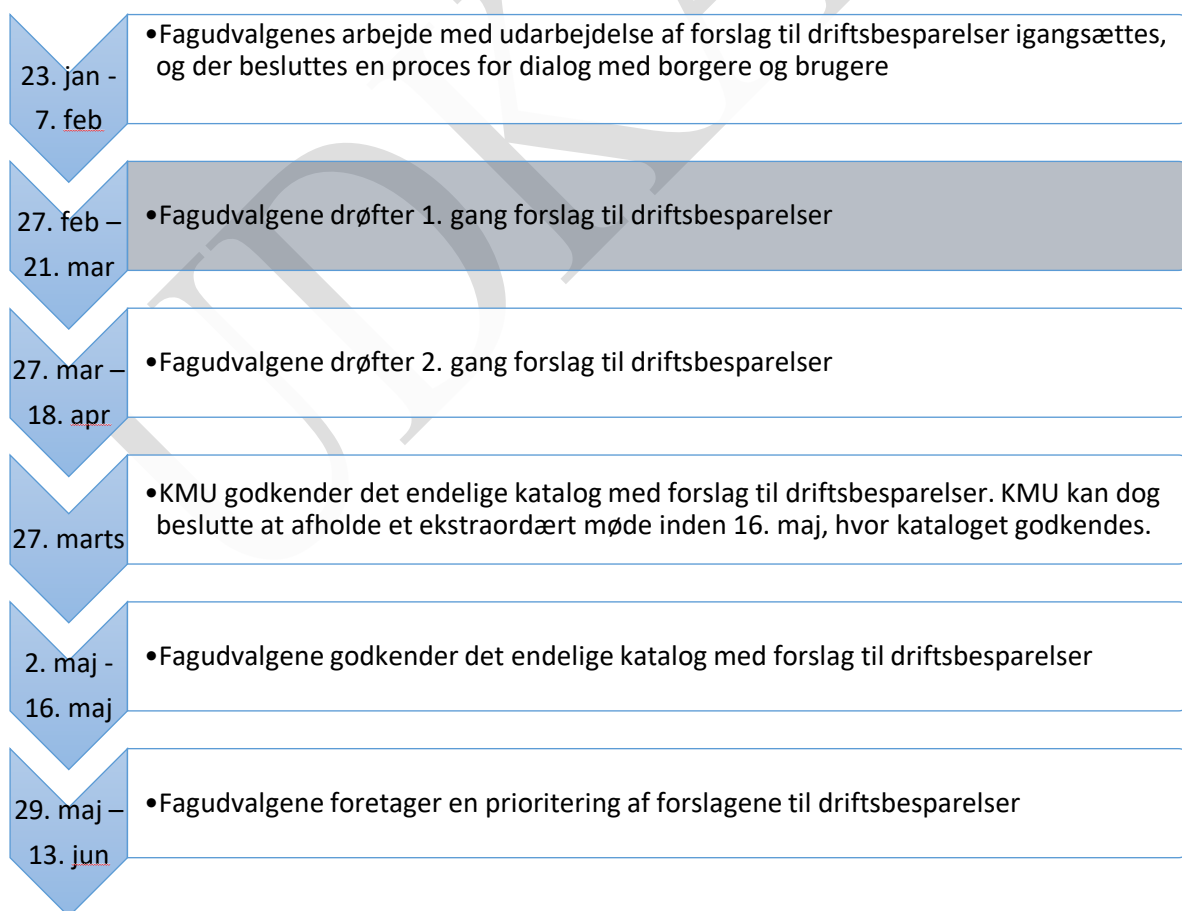 23. jan -
7. feb
•Fagudvalgenes arbejde med udarbejdelse af forslag til driftsbesparelser igangsættes,
og der besluttes en proces for dialog med borgere og brugere
27. feb –
21. mar
•Fagudvalgene drøfter 1. gang forslag til driftsbesparelser
27. mar –
18. apr
•Fagudvalgene drøfter 2. gang forslag til driftsbesparelser
27. marts
•KMU godkender det endelige katalog med forslag til driftsbesparelser. KMU kan dog
beslutte at afholde et ekstraordært møde inden 16. maj, hvor kataloget godkendes.
2. maj -
16. maj
•Fagudvalgene godkender det endelige katalog med forslag til driftsbesparelser
29. maj –
13. jun
•Fagudvalgene foretager en prioritering af forslagene til driftsbesparelser